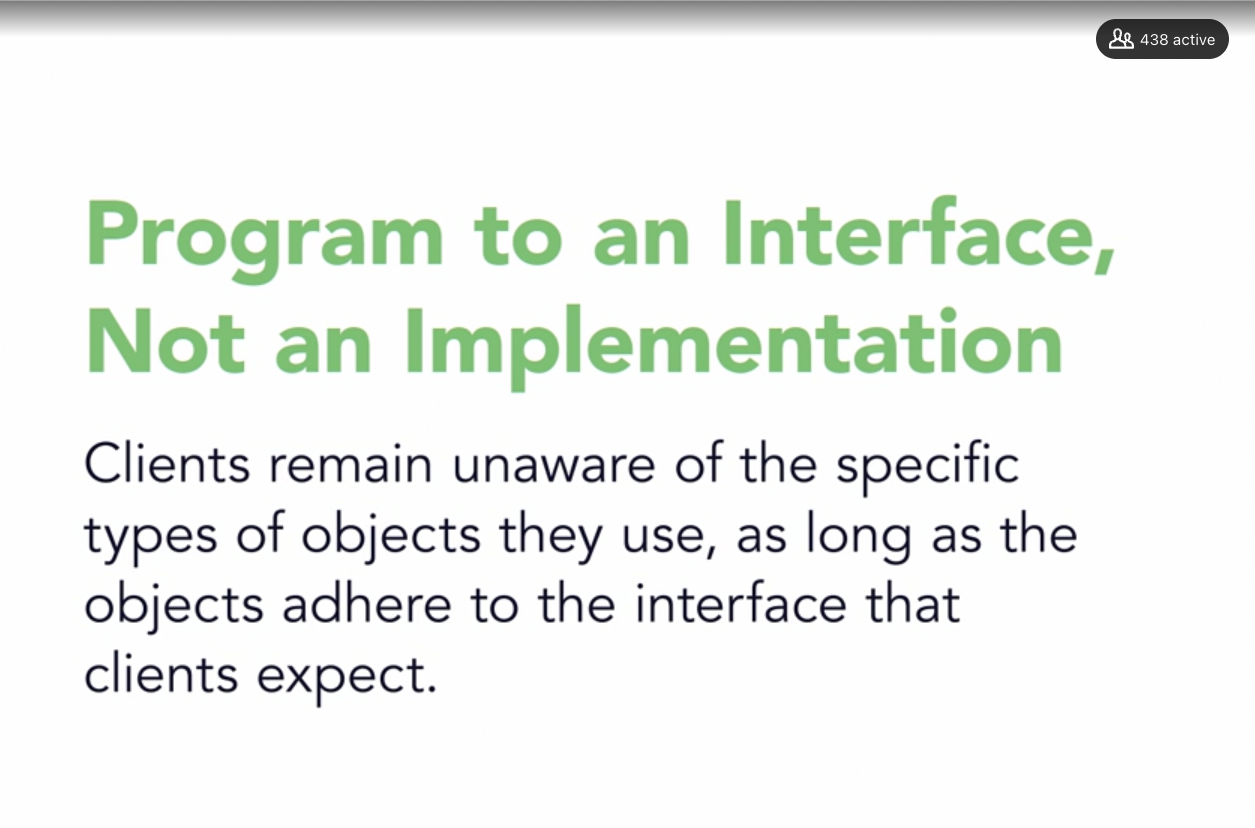 438 active
Program to an Interface,
Not an Implementation
Clients remain unaware of the specific
types of objects they use, as long as the
objects adhere to the interface that
clients expect.